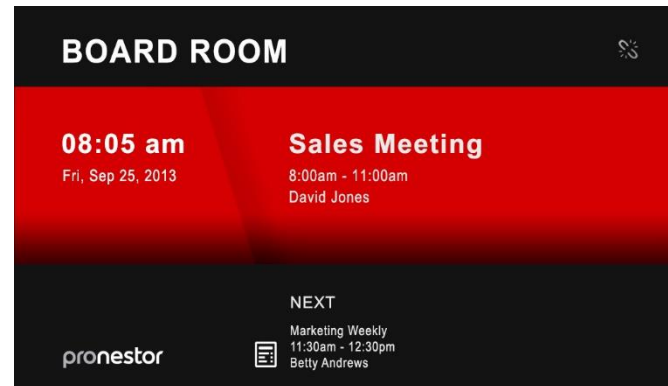 BOARD ROOM
08:05 am
Fri, Sep 25, 2013
Sales Meeting
8:00am - 11:00am
David Jones
NEXT
Marketing Weekly
11:30am - 12:30pm
Betty Andrews
pronestor